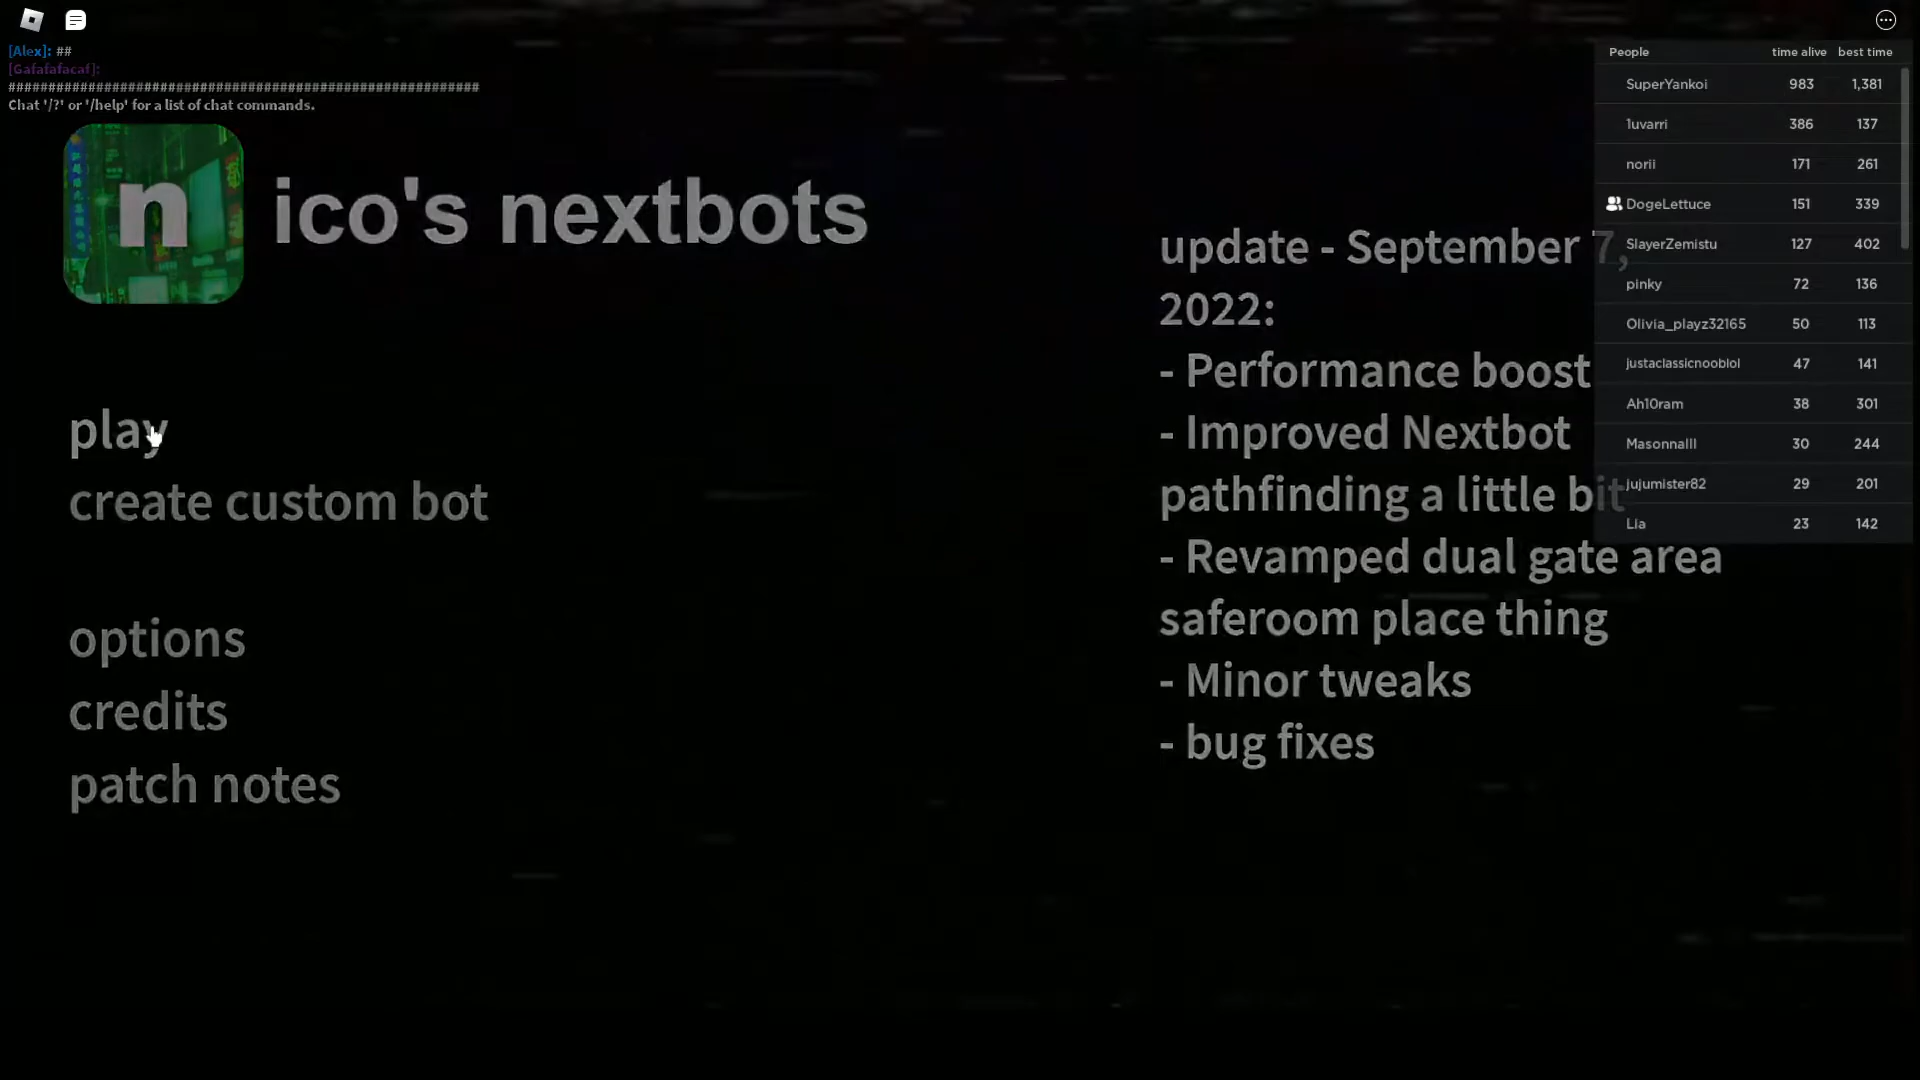 [Alex]: ##
[Gafafafacaf]:
####################################################################
Chat '/?' or '/help' for a list of chat commands.
n ico's nextbots
play
create custom bot
options
credits
patch notes
update - September 7,
2022:
- Performance boost
- Improved Nextbot
pathfinding a little bit
- Revamped dual gate area
saferoom place thing
- Minor tweaks
- bug fixes
People time alive best time
SuperYankoi 983 1,381
1uvarri 386 137
norii 171 261
DogeLettuce 151 339
SlayerZemistu 127 402
pinky 72 136
Olivia_playz32165 50 113
justaclassicnooblol 47 141
Ah10ram 38 301
Masonnalll 30 244
jujumister82 29 201
Lia 23 142